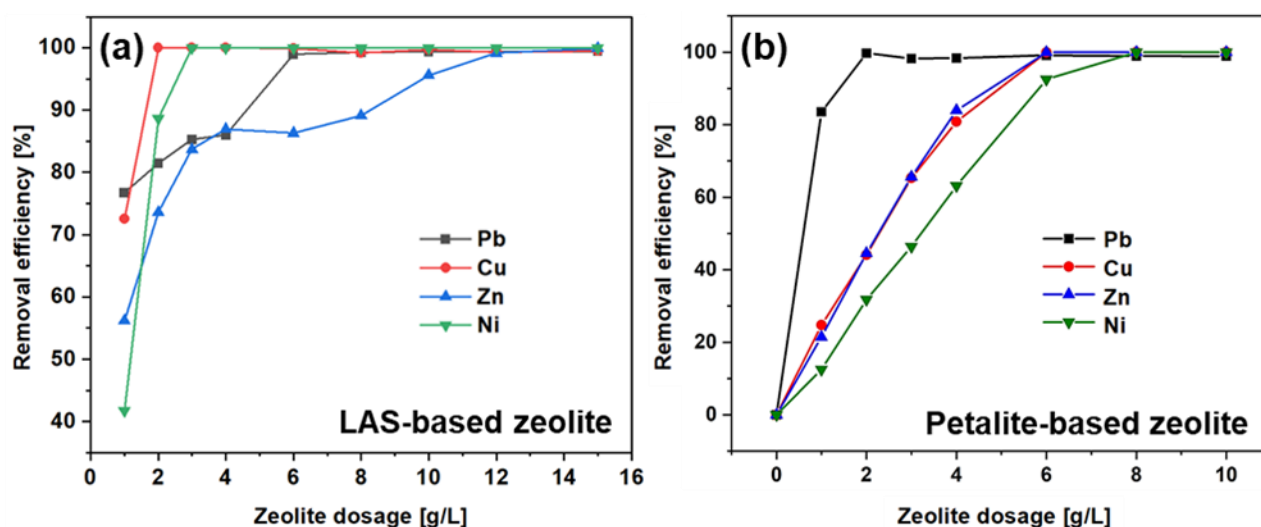 (a)
Removal efficiency [%]
100
90
80
70
60
50
40
Pb
Cu
Zn
Ni
LAS-based zeolite
0 2 4 6 8 10 12 14 16
Zeolite dosage [g/L]
(b)
Removal efficiency [%]
100
80
60
40
20
0
Pb
Cu
Zn
Ni
Petalite-based zeolite
0 2 4 6 8 10
Zeolite dosage [g/L]